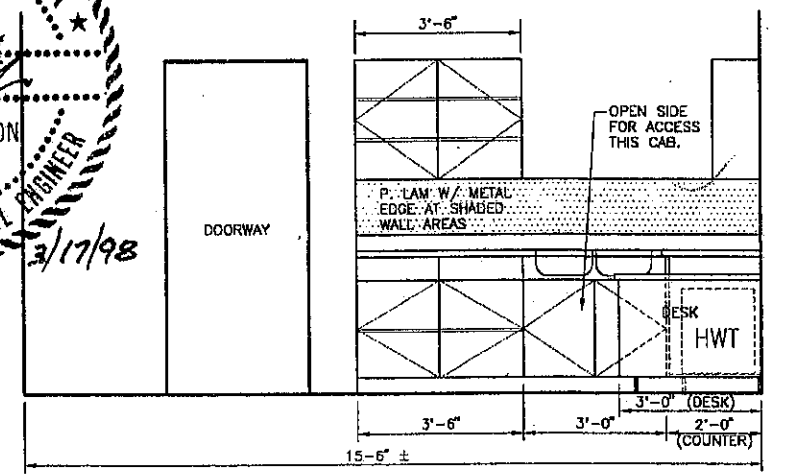 3'-6"
OPEN SIDE
FOR ACCESS
THIS CAB.
P. LAM W/ METAL
EDGE AT SHADED
WALL AREAS
DOORWAY
ENGINEER
3/17/98
DESK
HWT
3'-0" (DESK)
3'-6"
3'-0"
2'-0"
(COUNTER)
15-6" ±